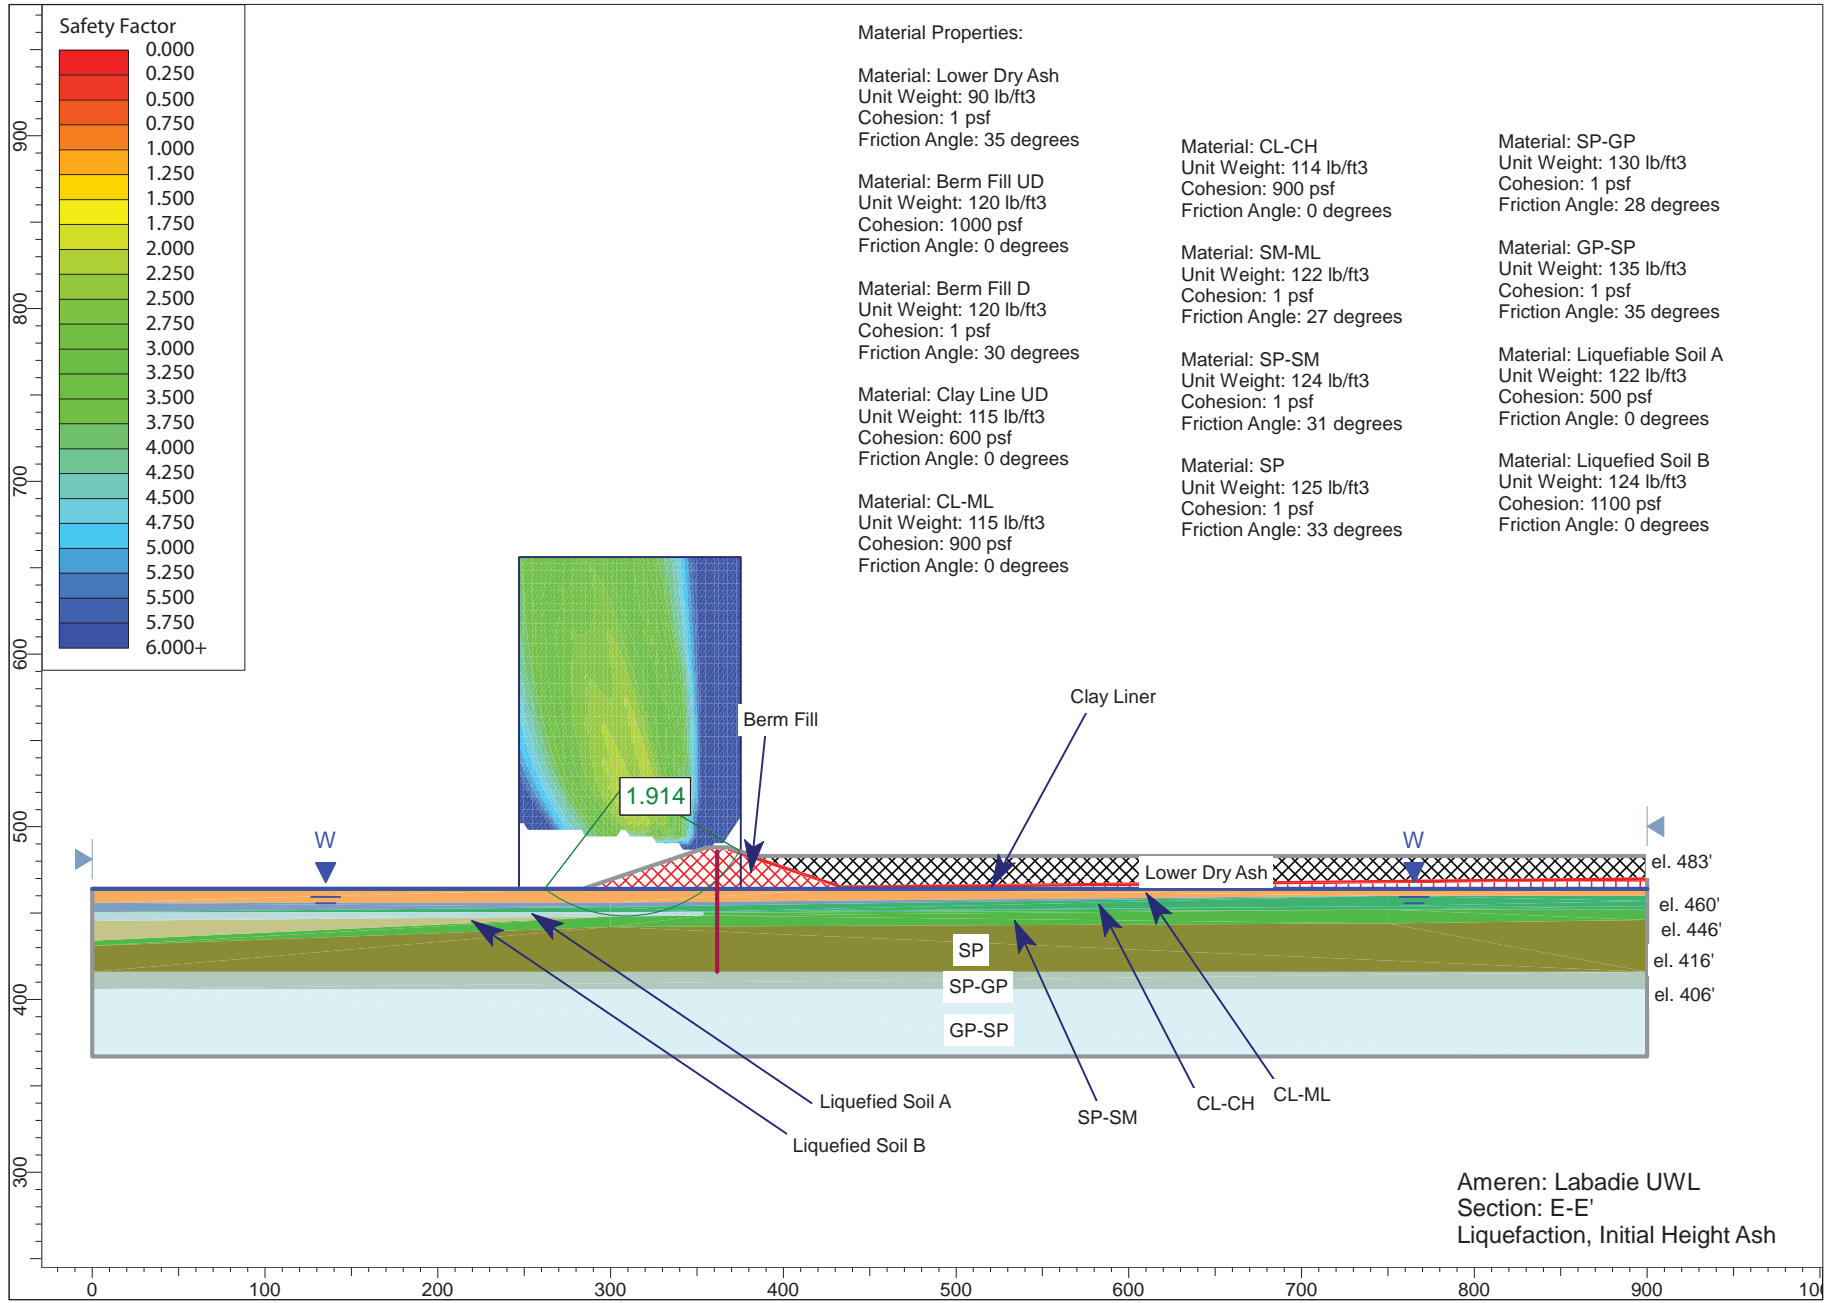 Safety Factor
0.000
0.250
0.500
0.750
1.000
1.250
1.500
1.750
2.000
2.250
2.500
2.750
3.000
3.250
3.500
3.750
4.000
4.250
4.500
4.750
5.000
5.250
5.500
5.750
6.000+
Material Properties:
Material: Lower Dry Ash
Unit Weight: 90 lb/ft3
Cohesion: 1 psf
Friction Angle: 35 degrees
Material: Berm Fill UD
Unit Weight: 120 lb/ft3
Cohesion: 1000 psf
Friction Angle: 0 degrees
Material: Berm Fill D
Unit Weight: 120 lb/ft3
Cohesion: 1 psf
Friction Angle: 30 degrees
Material: Clay Line UD
Unit Weight: 115 lb/ft3
Cohesion: 600 psf
Friction Angle: 0 degrees
Material: CL-ML
Unit Weight: 115 lb/ft3
Cohesion: 900 psf
Friction Angle: 0 degrees
Material: CL-CH
Unit Weight: 114 lb/ft3
Cohesion: 900 psf
Friction Angle: 0 degrees
Material: SM-ML
Unit Weight: 122 lb/ft3
Cohesion: 1 psf
Friction Angle: 27 degrees
Material: SP-SM
Unit Weight: 124 lb/ft3
Cohesion: 1 psf
Friction Angle: 31 degrees
Material: SP
Unit Weight: 125 lb/ft3
Cohesion: 1 psf
Friction Angle: 33 degrees
Material: SP-GP
Unit Weight: 130 lb/ft3
Cohesion: 1 psf
Friction Angle: 28 degrees
Material: GP-SP
Unit Weight: 135 lb/ft3
Cohesion: 1 psf
Friction Angle: 35 degrees
Material: Liquefiable Soil A
Unit Weight: 122 lb/ft3
Cohesion: 500 psf
Friction Angle: 0 degrees
Material: Liquefied Soil B
Unit Weight: 124 lb/ft3
Cohesion: 1100 psf
Friction Angle: 0 degrees
900
800
700
600
500
400
300
Clay Liner
Berm Fill
1.914
W
W
Lower Dry Ash
el. 483'
el. 460'
el. 446'
el. 416'
el. 406'
SP
SP-GP
GP-SP
Liquefied Soil A
Liquefied Soil B
SP-SM
CL-CH
CL-ML
Ameren: Labadie UWL
Section: E-E'
Liquefaction, Initial Height Ash
0
100
200
300
400
500
600
700
800
900